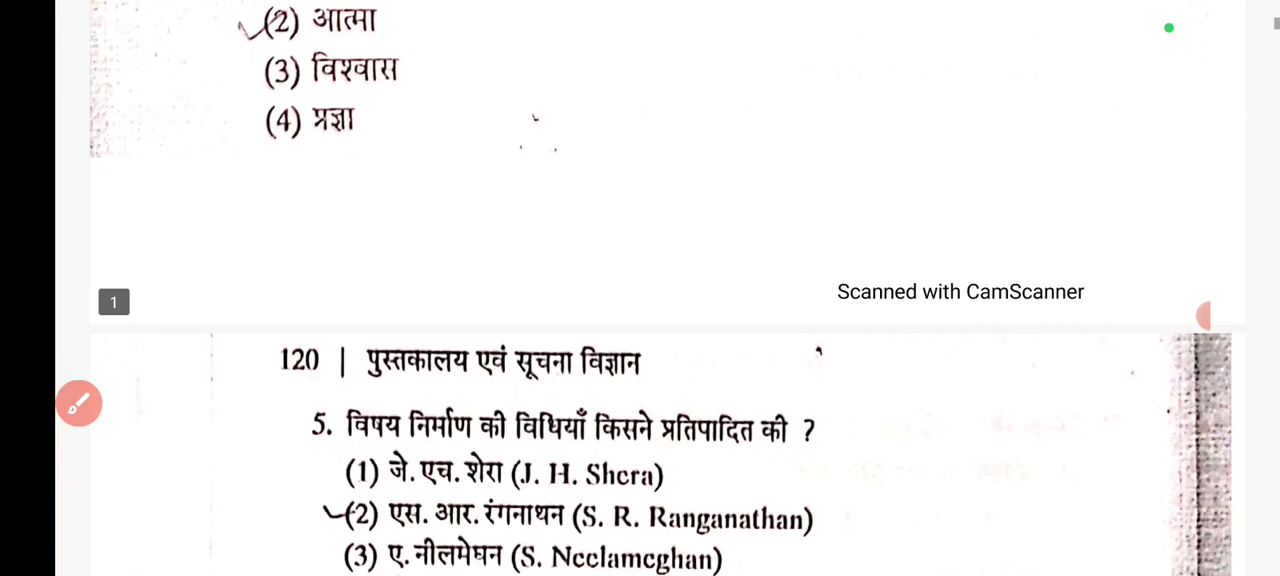 (2) आत्मा
(3) विश्वास
(4) प्रज्ञा
Scanned with CamScanner
1
120 | पुस्तकालय एवं सूचना विज्ञान
5. विषय निर्माण की विधियाँ किसने प्रतिपादित की ?
(1) जे. एच. शेरा (J. H. Shera)
(2) एस. आर. रंगनाथन (S. R. Ranganathan)
(3) ए. नीलमेघन (S. Neelameghan)